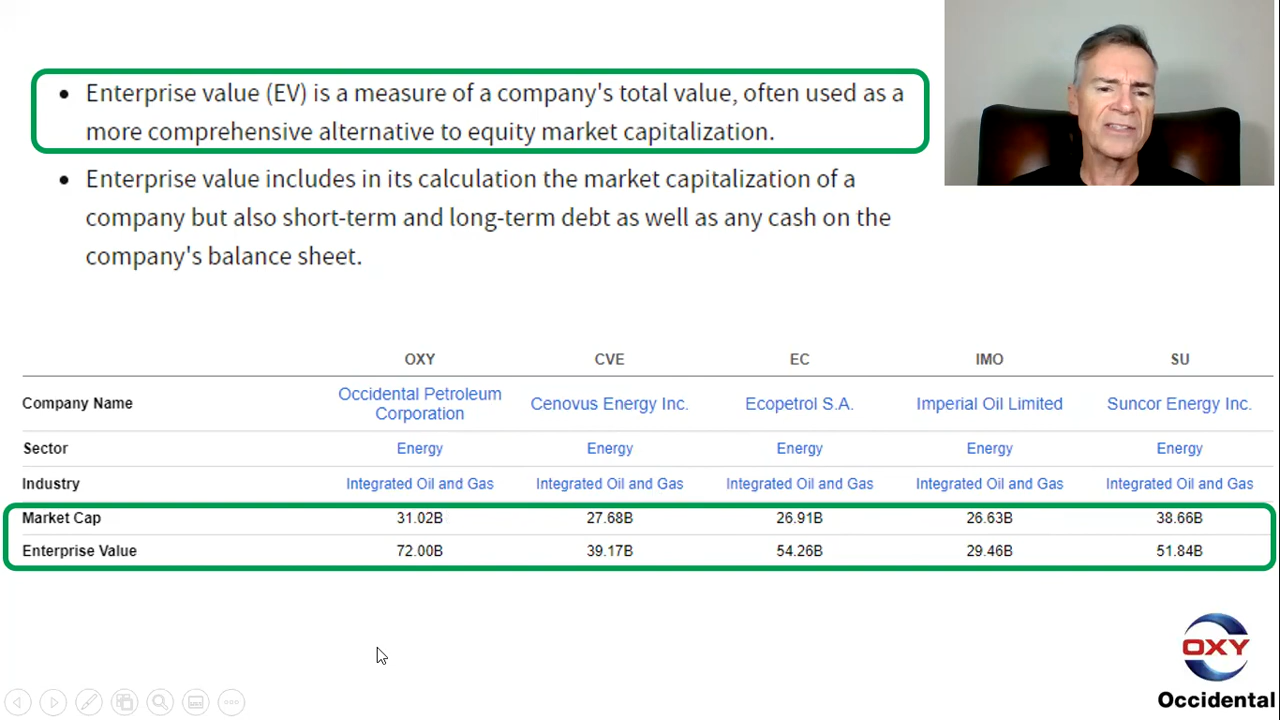 Enterprise value (EV) is a measure of a company's total value, often used as a
more comprehensive alternative to equity market capitalization.
Enterprise value includes in its calculation the market capitalization of a
company but also short-term and long-term debt as well as any cash on the
company's balance sheet.
OXY CVE EC IMO SU
Company Name Occidental Petroleum Corporation Cenovus Energy Inc. Ecopetrol S.A. Imperial Oil Limited Suncor Energy Inc.
Sector Energy Energy Energy Energy Energy
Industry Integrated Oil and Gas Integrated Oil and Gas Integrated Oil and Gas Integrated Oil and Gas Integrated Oil and Gas
Market Cap 31.02B 27.68B 26.91B 26.63B 38.66B
Enterprise Value 72.00B 39.17B 54.26B 29.46B 51.84B
OXY
Occidental